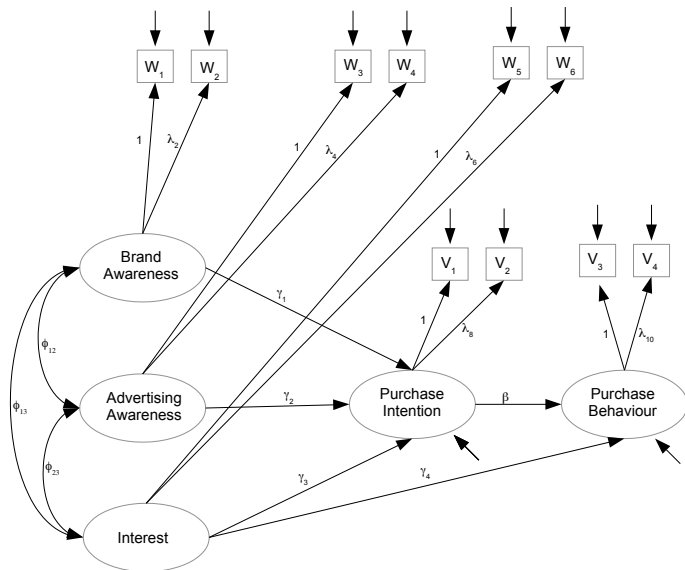 W₁ W₂ W₃ W₄ W₅ W₆
1 λ₂ 1 λ₄ 1 λ₆
V₁ V₂ V₃ V₄
Brand
Awareness
γ₁
1 λ₈ 1 λ₁₀
ϕ₁₂
ϕ₁₃
Advertising
Awareness
γ₂
Purchase
Intention
β
Purchase
Behaviour
ϕ₂₃
γ₃ γ₄
Interest